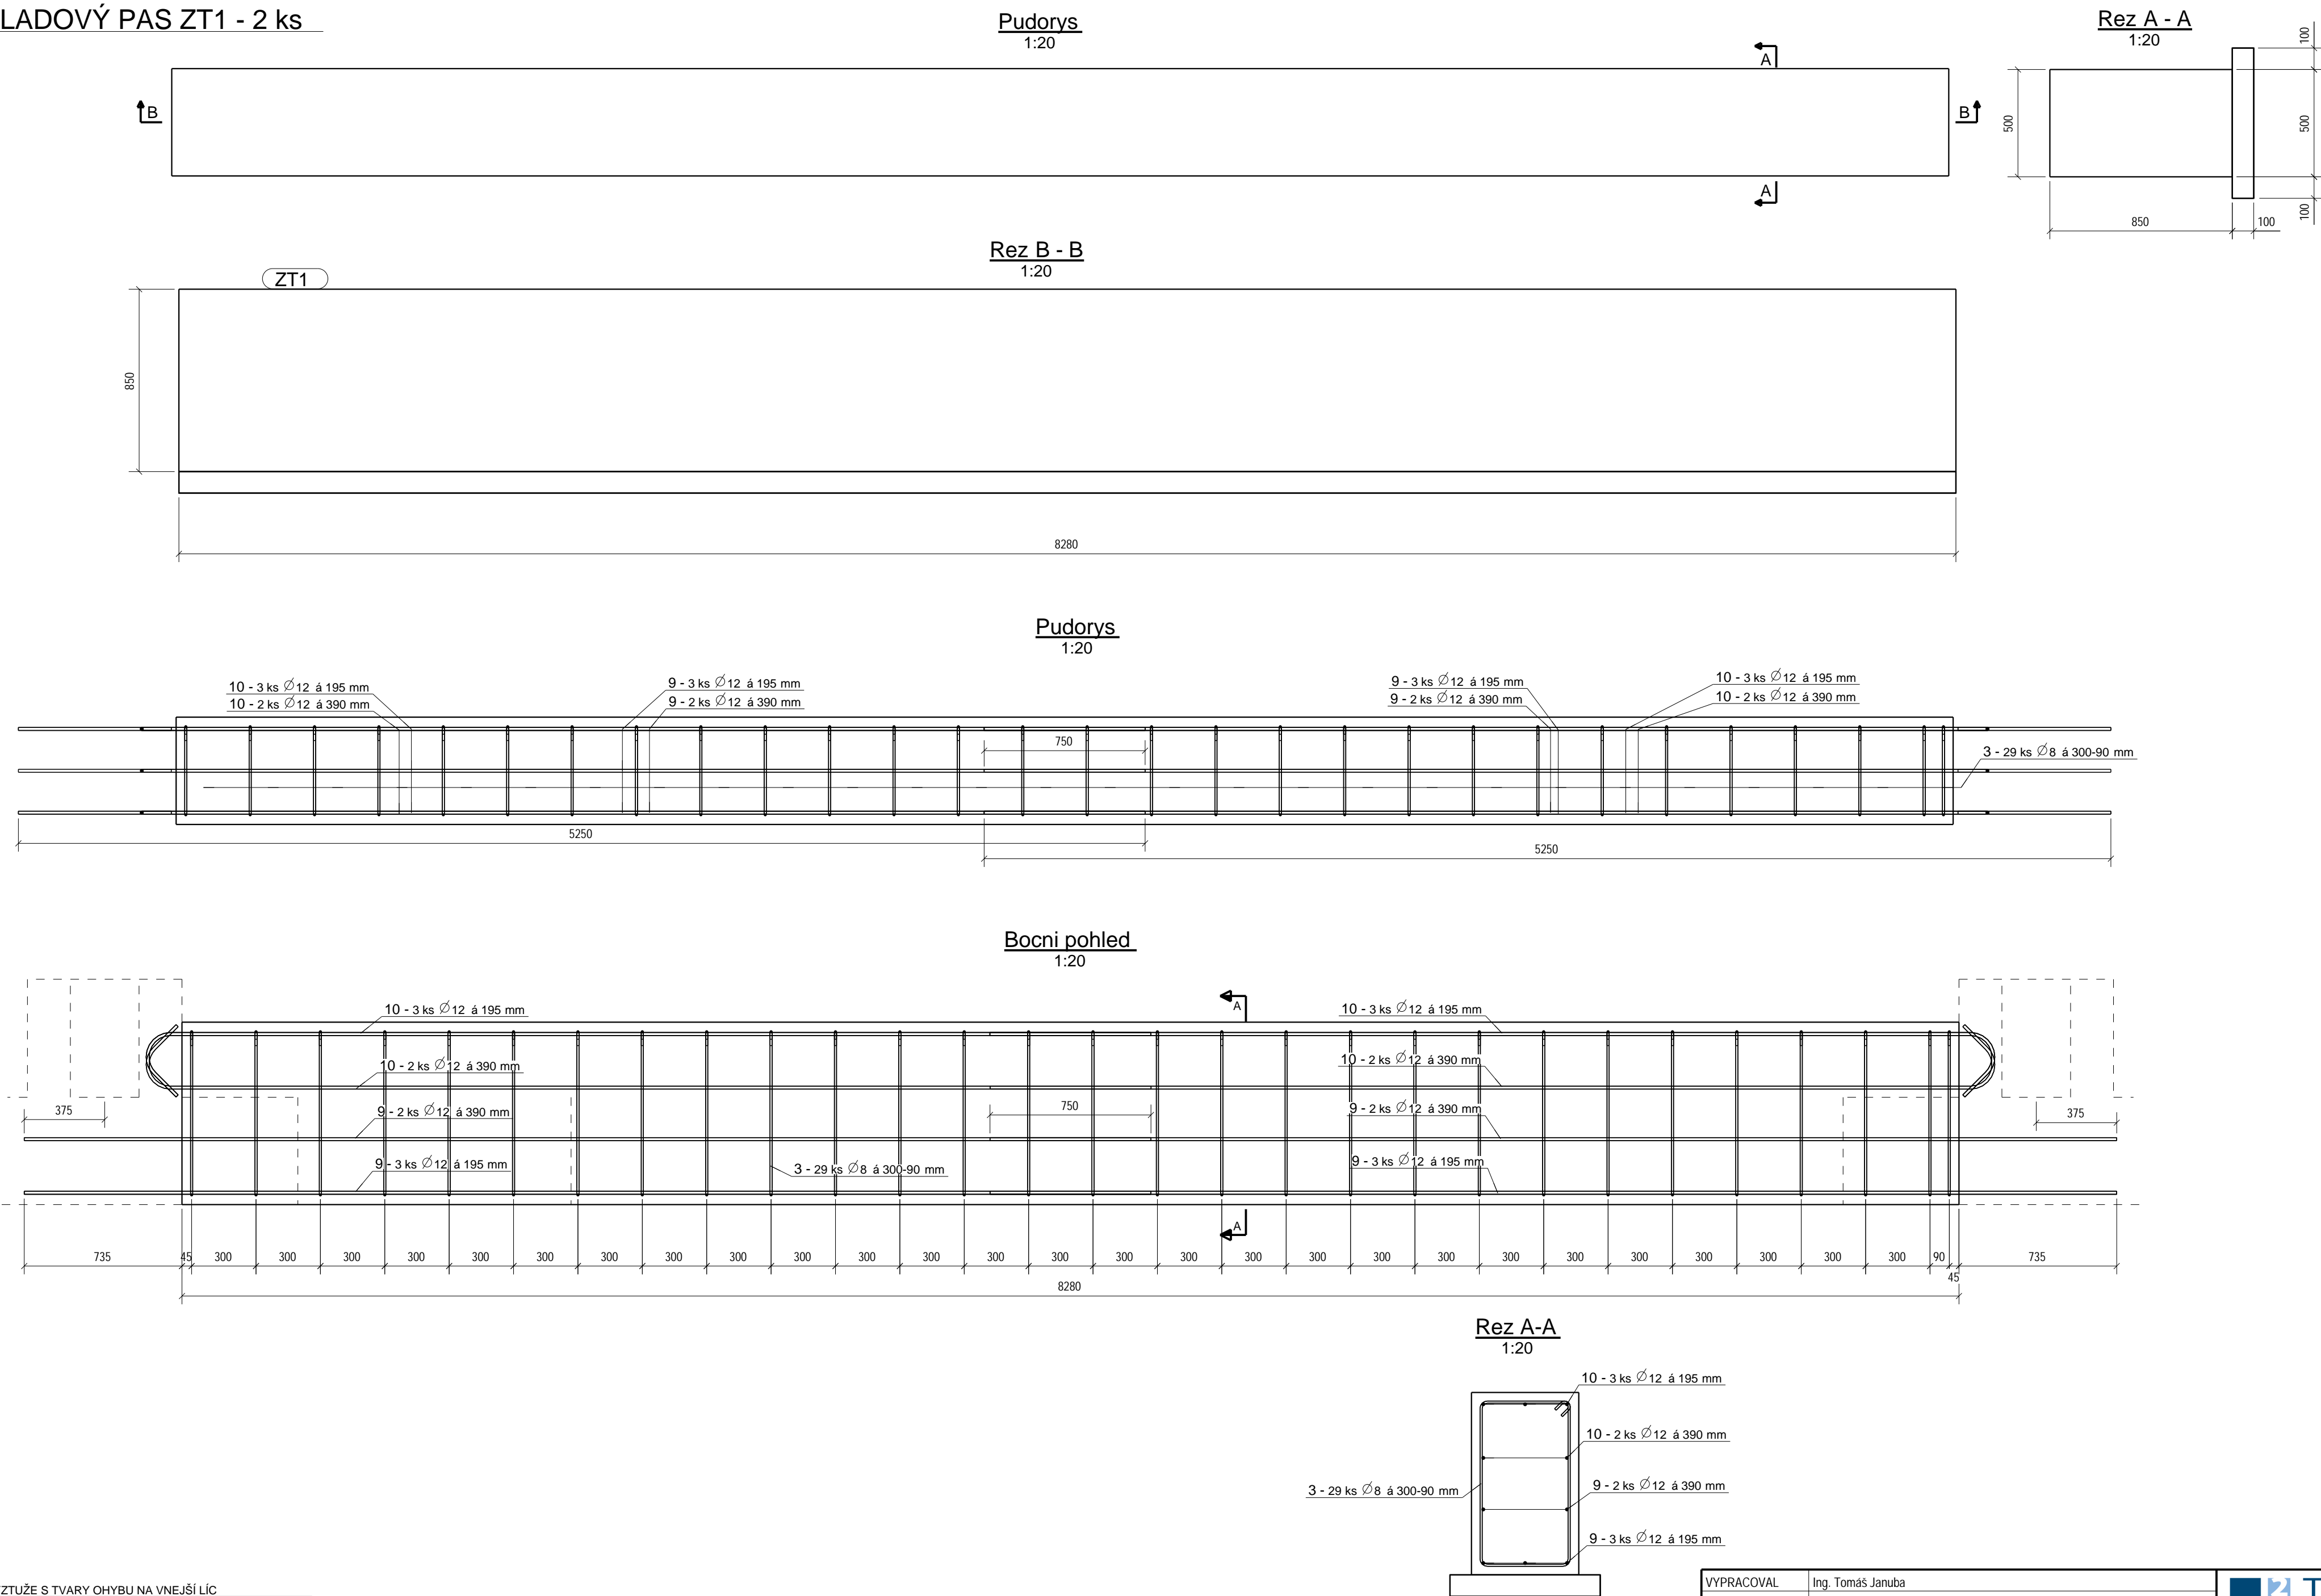 LADOVÝ PAS ZT1 - 2 ks
Pudorys
1:20
A
B
B
A
Rez A - A
1:20
100
500
500
100
850
100
Rez B - B
1:20
ZT1
850
8280
Pudorys
1:20
10 - 3 ks ∅12 á 195 mm
10 - 2 ks ∅12 á 390 mm
9 - 3 ks ∅12 á 195 mm
9 - 2 ks ∅12 á 390 mm
9 - 3 ks ∅12 á 195 mm
9 - 2 ks ∅12 á 390 mm
10 - 3 ks ∅12 á 195 mm
10 - 2 ks ∅12 á 390 mm
750
3 - 29 ks ∅8 á 300-90 mm
5250
5250
Bocni pohled
1:20
10 - 3 ks ∅12 á 195 mm
A
10 - 3 ks ∅12 á 195 mm
10 - 2 ks ∅12 á 390 mm
10 - 2 ks ∅12 á 390 mm
375
9 - 2 ks ∅12 á 390 mm
750
9 - 2 ks ∅12 á 390 mm
375
9 - 3 ks ∅12 á 195 mm
3 - 29 ks ∅8 á 300-90 mm
9 - 3 ks ∅12 á 195 mm
A
735 45 300 300 300 300 300 300 300 300 300 300 300 300 300 300 300 300 300 300 300 300 300 300 300 300 300 300 300 90 735
45
8280
Rez A-A
1:20
10 - 3 ks ∅12 á 195 mm
10 - 2 ks ∅12 á 390 mm
3 - 29 ks ∅8 á 300-90 mm
9 - 2 ks ∅12 á 390 mm
9 - 3 ks ∅12 á 195 mm
ZTUŽE S TVARY OHYBU NA VNEJŠÍ LÍC
VYPRACOVAL Ing. Tomáš Januba
2 T